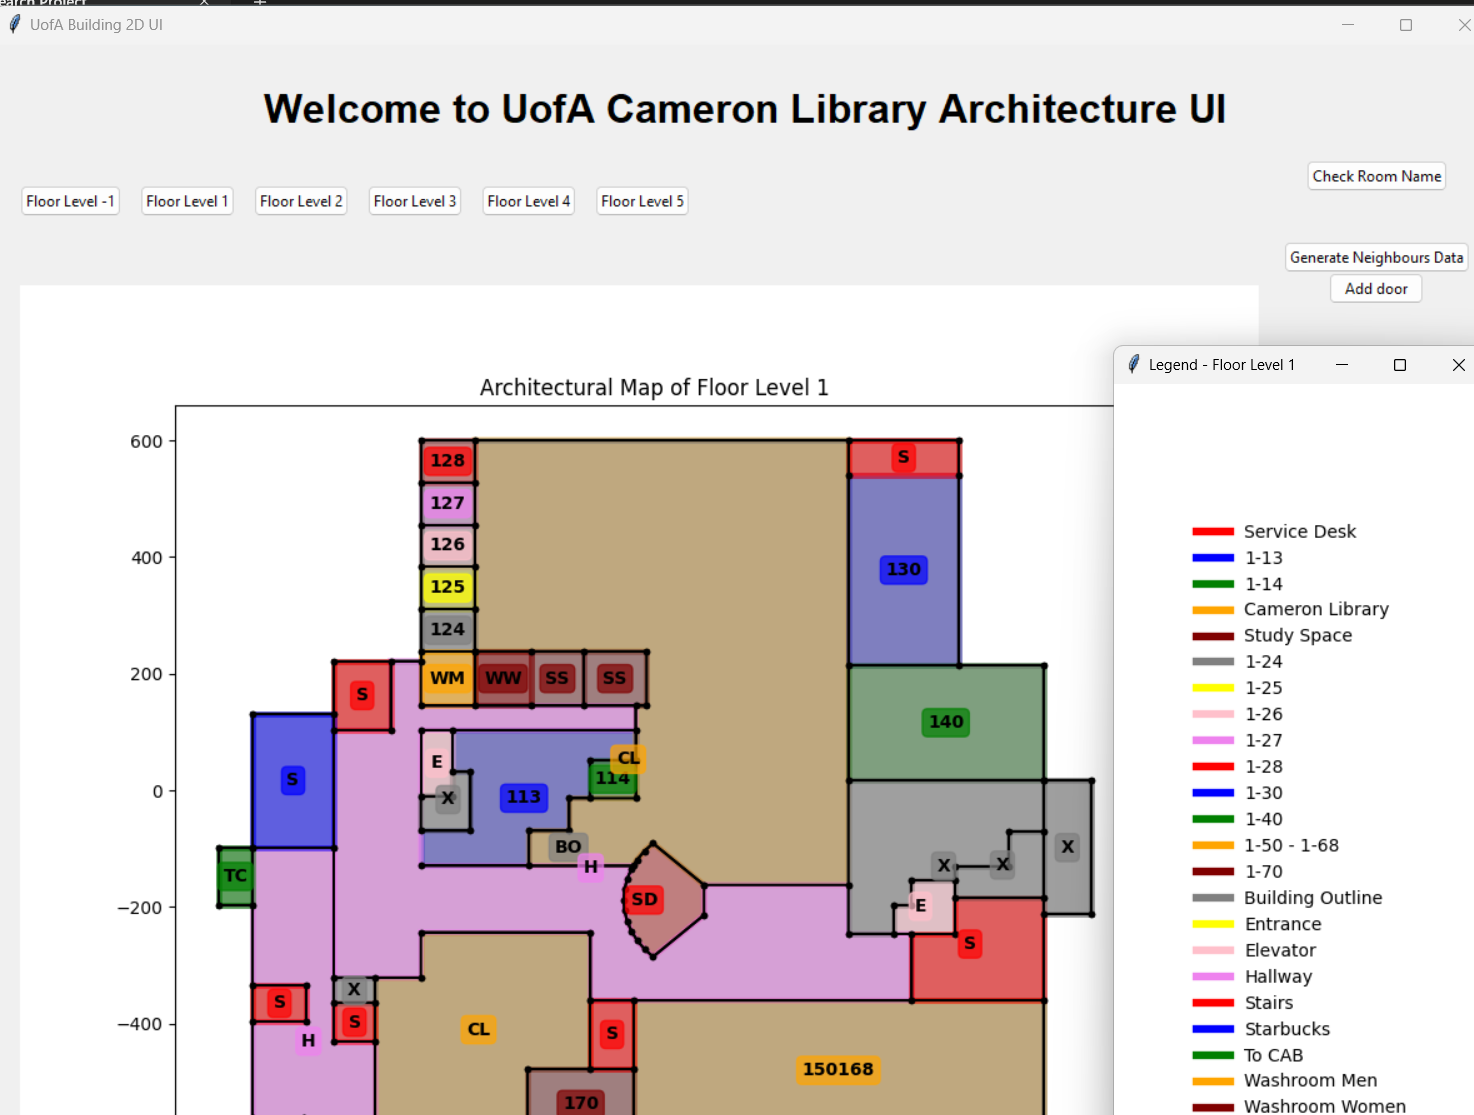 UofA Building 2D UI
Welcome to UofA Cameron Library Architecture UI
Check Room Name
Floor Level -1 Floor Level 1 Floor Level 2 Floor Level 3 Floor Level 4 Floor Level 5
Generate Neighbours Data
Add door
Legend - Floor Level 1
Architectural Map of Floor Level 1
600
400
200
0
−200
−400
128
S
127
126
130
125
124
WM WW SS SS
S
140
E
CL
S
114
113
X
BO
X
H
X
X
TC
SD
E
S
X
S
S
H
CL
S
150168
170
Service Desk
1-13
1-14
Cameron Library
Study Space
1-24
1-25
1-26
1-27
1-28
1-30
1-40
1-50 - 1-68
1-70
Building Outline
Entrance
Elevator
Hallway
Stairs
Starbucks
To CAB
Washroom Men
Washroom Women